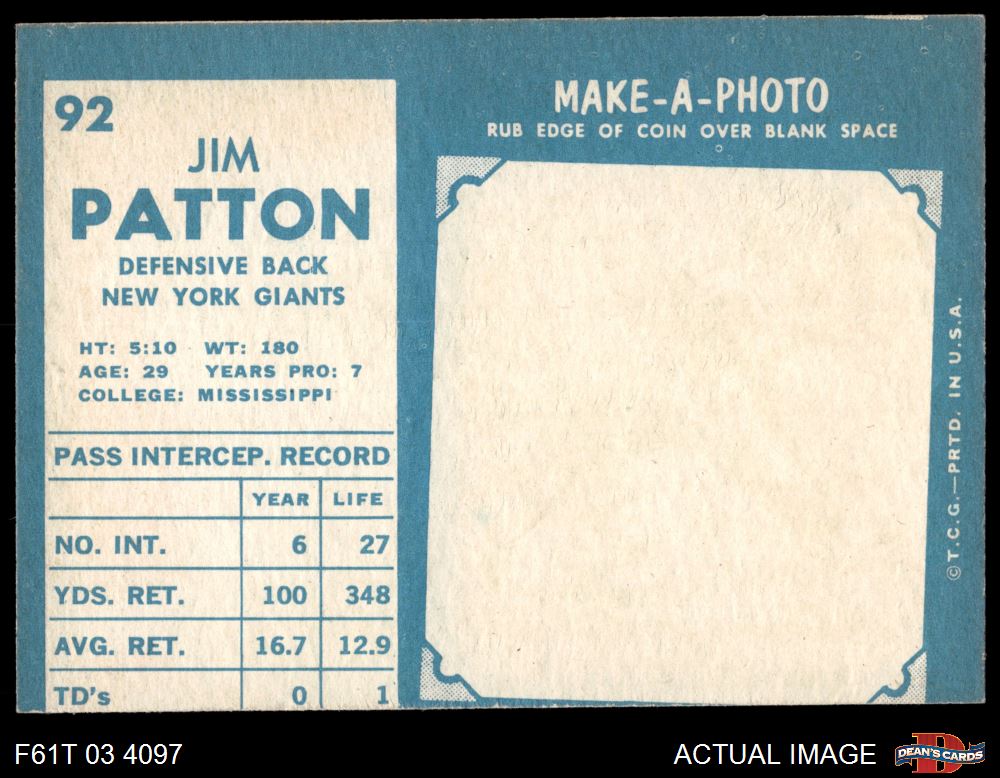 92
JIM
PATTON
DEFENSIVE BACK
NEW YORK GIANTS
HT: 5:10 WT: 180
AGE: 29 YEARS PRO: 7
COLLEGE: MISSISSIPPI
PASS INTERCEP. RECORD
YEAR LIFE
NO. INT. 6 27
YDS. RET. 100 348
AVG. RET. 16.7 12.9
TD's 0 1
MAKE-A-PHOTO
RUB EDGE OF COIN OVER BLANK SPACE
©T.C.G.—PRTD. IN U.S.A.
F61T 03 4097
ACTUAL IMAGE
DEAN'S CARDS